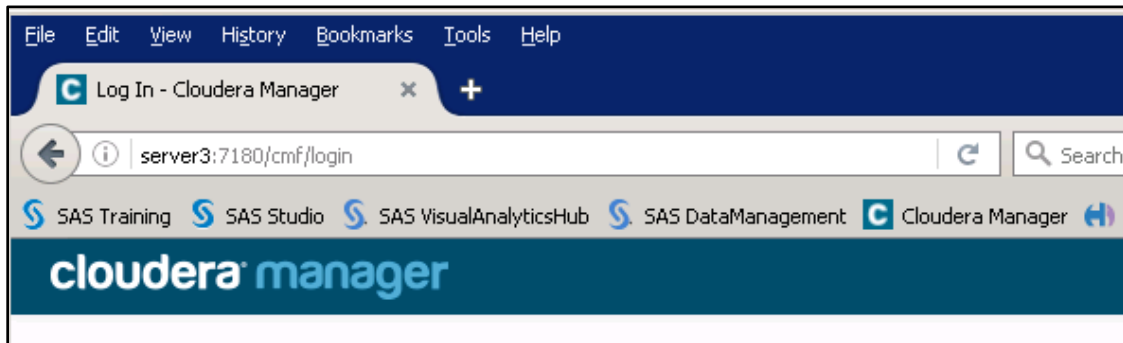 File Edit View History Bookmarks Tools Help
Log In - Cloudera Manager
server3:7180/cmf/login
Search
SAS Training SAS Studio SAS VisualAnalyticsHub SAS DataManagement Cloudera Manager
cloudera manager